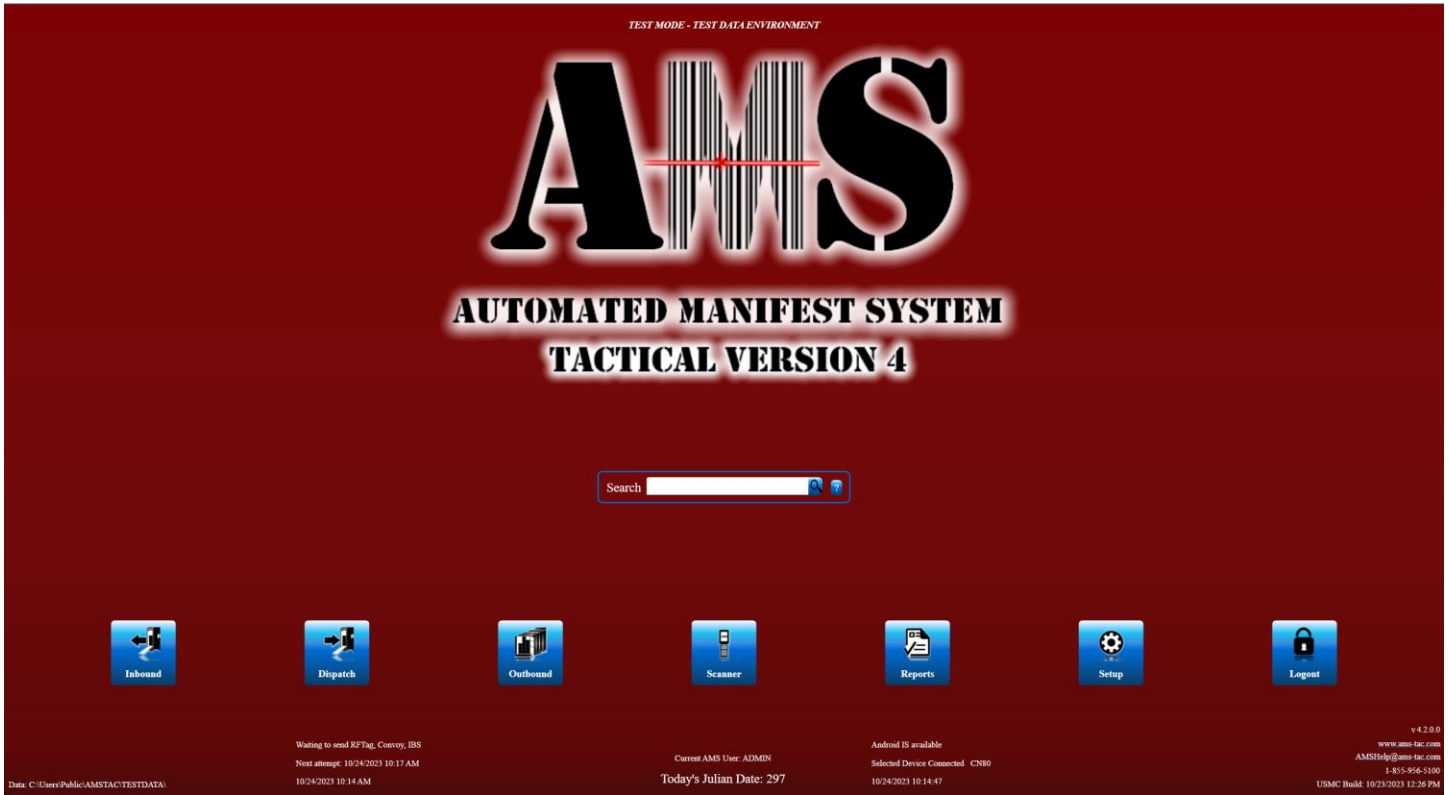 TEST MODE - TEST DATA ENVIRONMENT
AMS
AUTOMATED MANIFEST SYSTEM
TACTICAL VERSION 4
Search
?
Inbound
Dispatch
Outbound
Scanner
Reports
Setup
Logout
Data: C:\Users\Public\AMSTAC\TESTDATA\
Waiting to send RFTag, Convoy, IBS
Next attempt: 10/24/2023 10:17 AM
10/24/2023 10:14 AM
Current AMS User: ADMIN
Today's Julian Date: 297
Android IS available
Selected Device Connected CN80
10/24/2023 10:14:47
v 4.2.0.0
www.ams-tac.com
AMSHelp@ams-tac.com
1-855-956-5100
USMC Build: 10/23/2023 12:26 PM